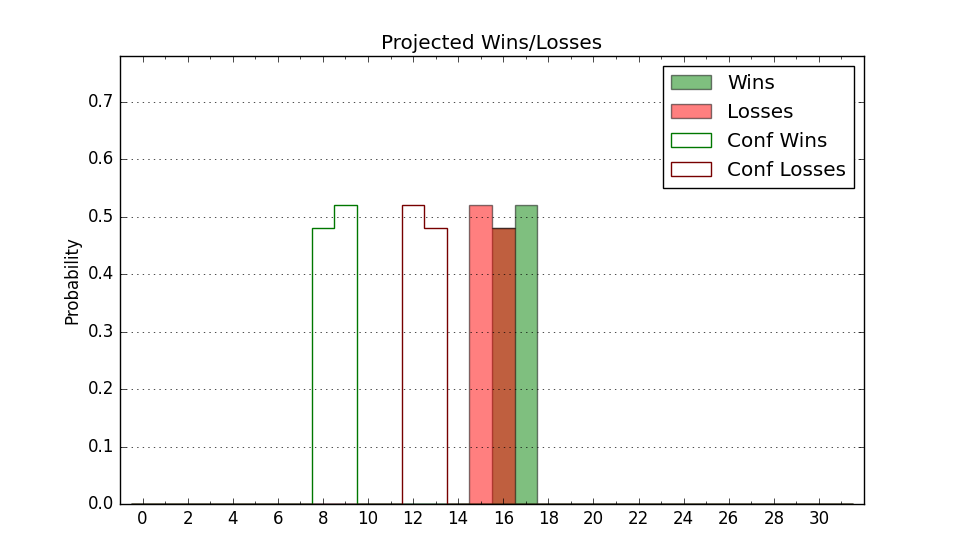 Projected Wins/Losses
Wins
Losses
Conf Wins
Conf Losses
Probability
0.7
0.6
0.5
0.4
0.3
0.2
0.1
0.0
0 2 4 6 8 10 12 14 16 18 20 22 24 26 28 30